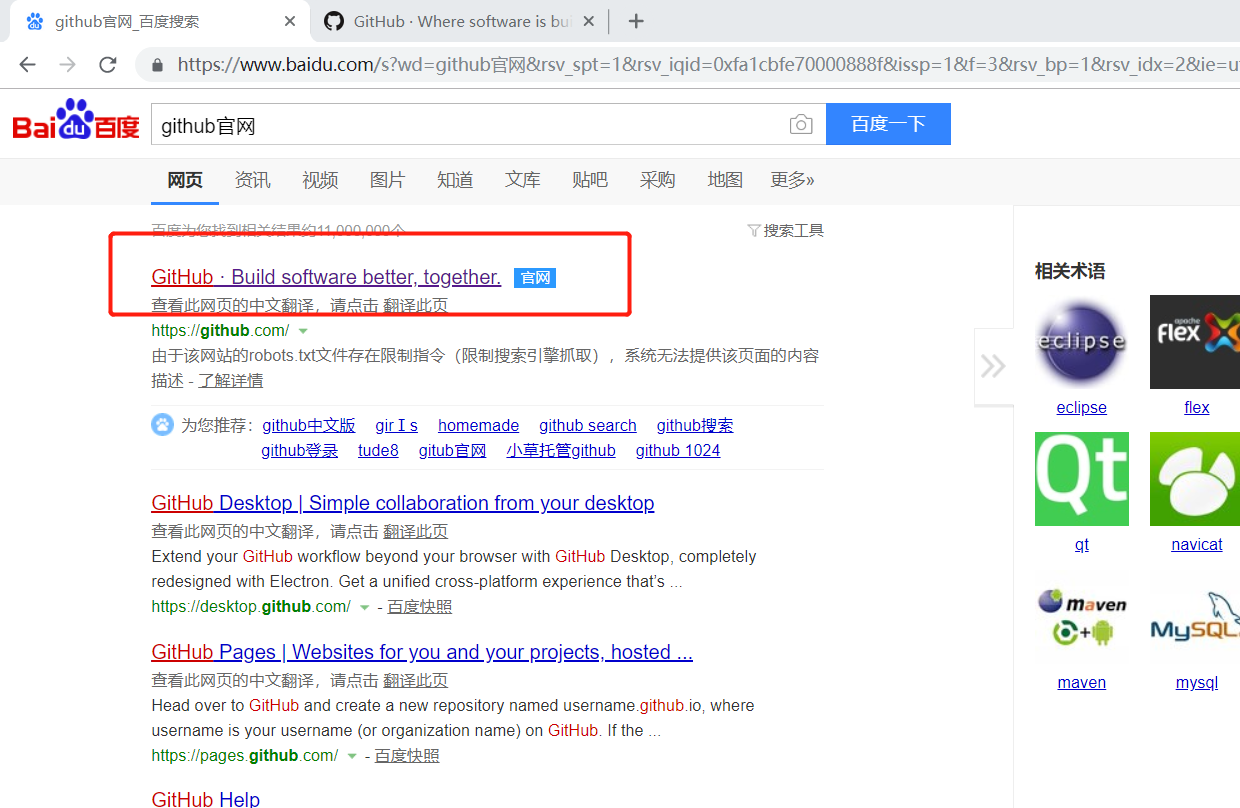 github官网_百度搜索
GitHub · Where software is bui
https://www.baidu.com/s?wd=github官网&rsv_spt=1&rsv_iqid=0xfa1cbfe70000888f&issp=1&f=3&rsv_bp=1&rsv_idx=2&ie=u
Bai du 百度
github官网
百度一下
网页 资讯 视频 图片 知道 文库 贴吧 采购 地图 更多»
百度为您找到相关结果约11,000,000个
搜索工具
GitHub · Build software better, together. 官网
查看此网页的中文翻译，请点击 翻译此页
https://github.com/
由于该网站的robots.txt文件存在限制指令（限制搜索引擎抓取），系统无法提供该页面的内容
描述 - 了解详情
为您推荐： github中文版 girⅠs homemade github search github搜索
github登录 tude8 gitub官网 小草托管github github 1024
GitHub Desktop | Simple collaboration from your desktop
查看此网页的中文翻译，请点击 翻译此页
Extend your GitHub workflow beyond your browser with GitHub Desktop, completely
redesigned with Electron. Get a unified cross-platform experience that's ...
https://desktop.github.com/ - 百度快照
GitHub Pages | Websites for you and your projects, hosted ...
查看此网页的中文翻译，请点击 翻译此页
Head over to GitHub and create a new repository named username.github.io, where
username is your username (or organization name) on GitHub. If the ...
https://pages.github.com/ - 百度快照
GitHub Help
相关术语
eclipse
apache
flex
eclipse
flex
Qt
qt
navicat
maven
MySQL
maven
mysql